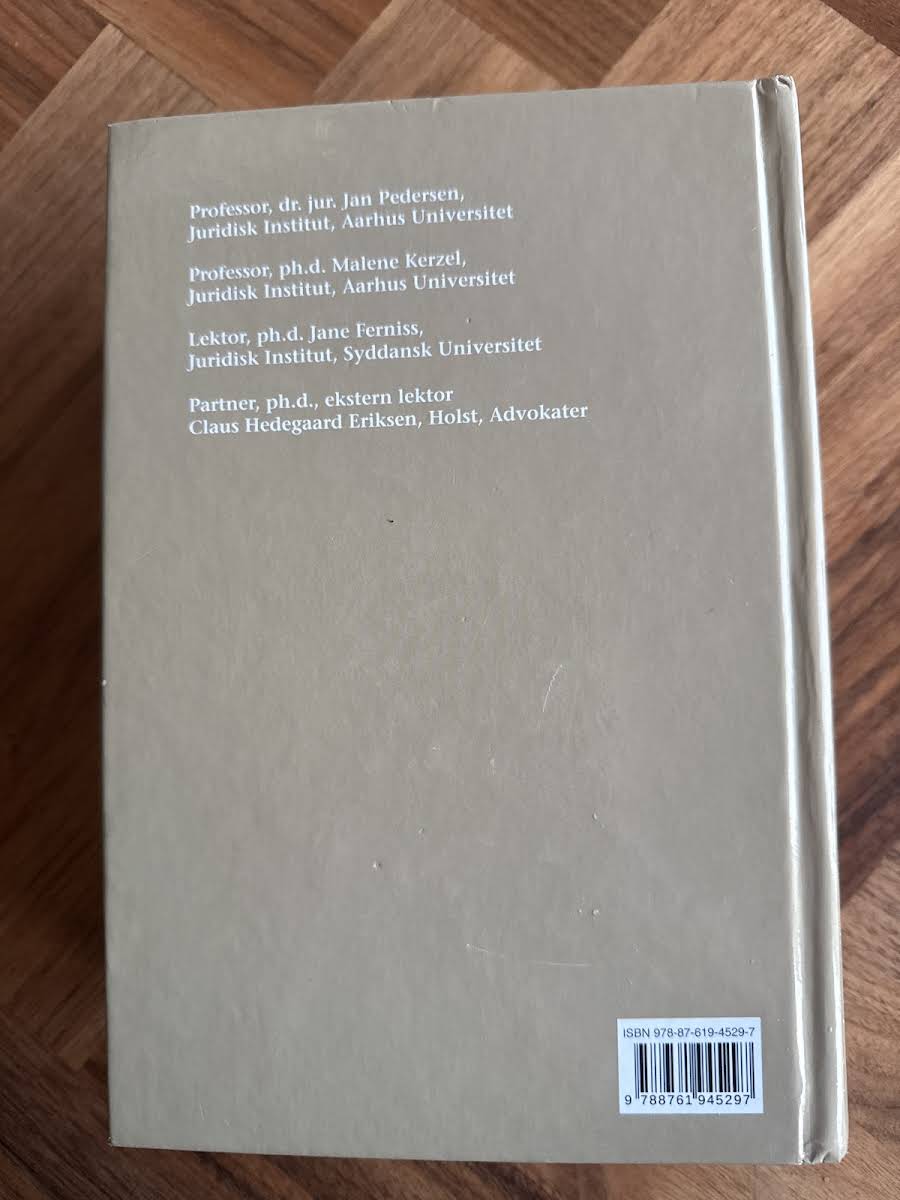 Professor, dr. jur. Jan Pedersen,
Juridisk Institut, Aarhus Universitet
Professor, ph.d. Malene Kerzel,
Juridisk Institut, Aarhus Universitet
Lektor, ph.d. Jane Ferniss,
Juridisk Institut, Syddansk Universitet
Partner, ph.d., ekstern lektor
Claus Hedegaard Eriksen, Holst, Advokater
ISBN 978-87-619-4529-7
9 788761 945297